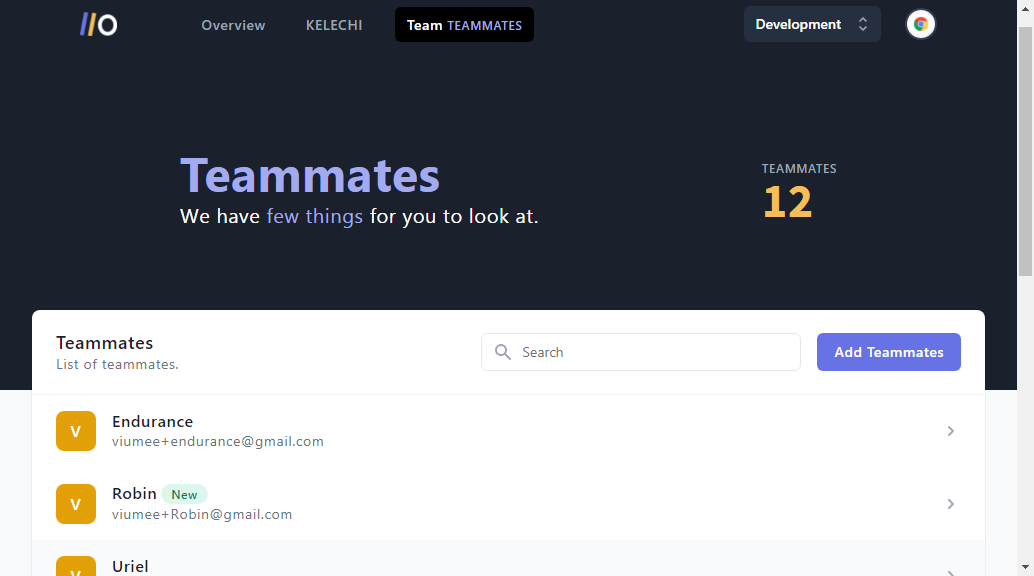 Overview KELECHI Team TEAMMATES Development
Teammates
We have few things for you to look at.
TEAMMATES
12
Teammates
List of teammates.
Search
Add Teammates
V
Endurance
viumee+endurance@gmail.com
V
Robin New
viumee+Robin@gmail.com
V
Uriel